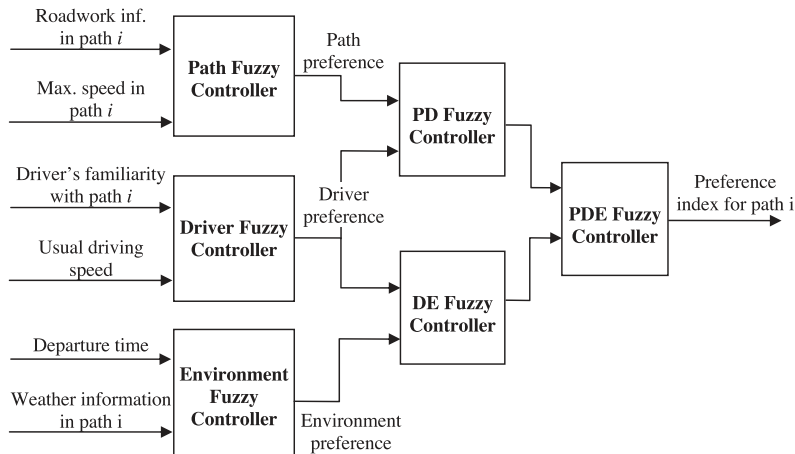 Roadwork inf.
in path i
Max. speed in
path i
Path Fuzzy
Controller
Path
preference
Driver's familiarity
with path i
Usual driving
speed
Driver Fuzzy
Controller
Driver
preference
Departure time
Weather information
in path i
Environment
Fuzzy
Controller
Environment
preference
PD Fuzzy
Controller
DE Fuzzy
Controller
PDE Fuzzy
Controller
Preference
index for path i